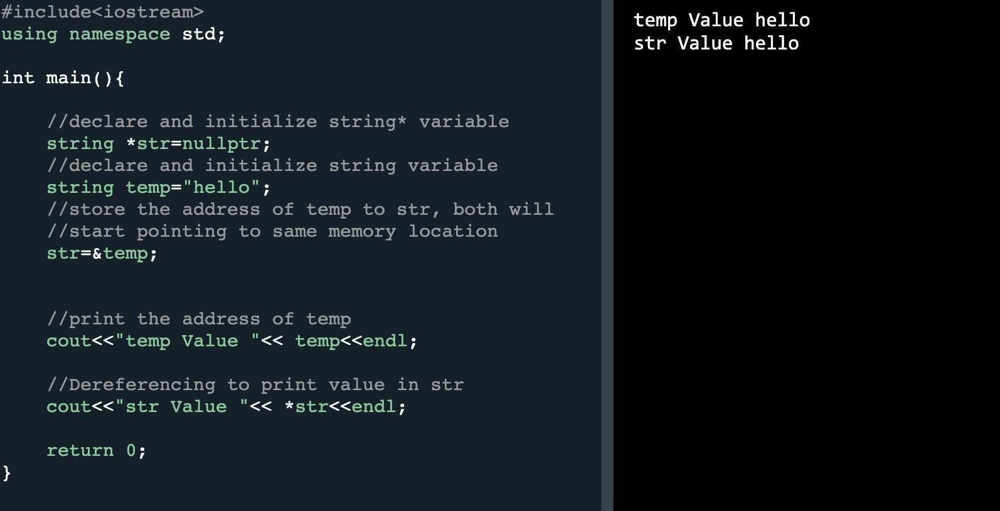 #include<iostream>
using namespace std;
int main(){
//declare and initialize string* variable
string *str=nullptr;
//declare and initialize string variable
string temp="hello";
//store the address of temp to str, both will
//start pointing to same memory location
str=&temp;
//print the address of temp
cout<<"temp Value "<< temp<<endl;
//Dereferencing to print value in str
cout<<"str Value "<< *str<<endl;
return 0;
}
temp Value hello
str Value hello